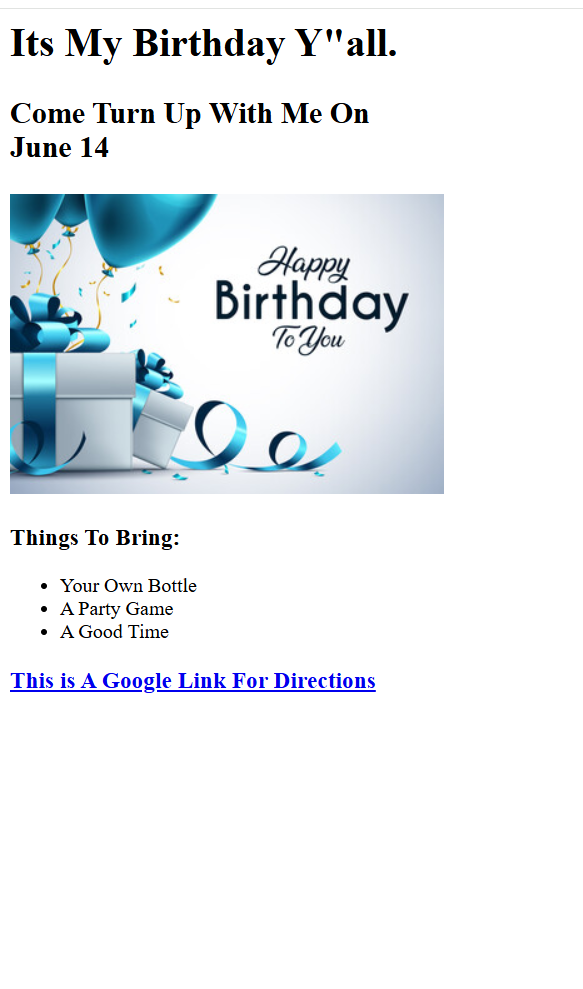 Its My Birthday Y"all.
Come Turn Up With Me On
June 14
Happy
Birthday
To You
Things To Bring:
Your Own Bottle
A Party Game
A Good Time
This is A Google Link For Directions